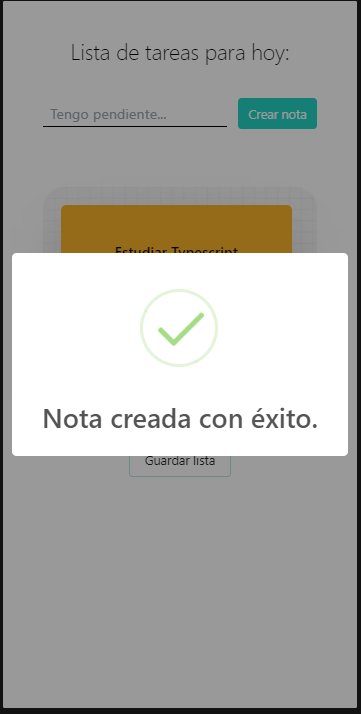 Lista de tareas para hoy:
Tengo pendiente...
Crear nota
Estudiar Typescript
Nota creada con éxito.
Guardar lista